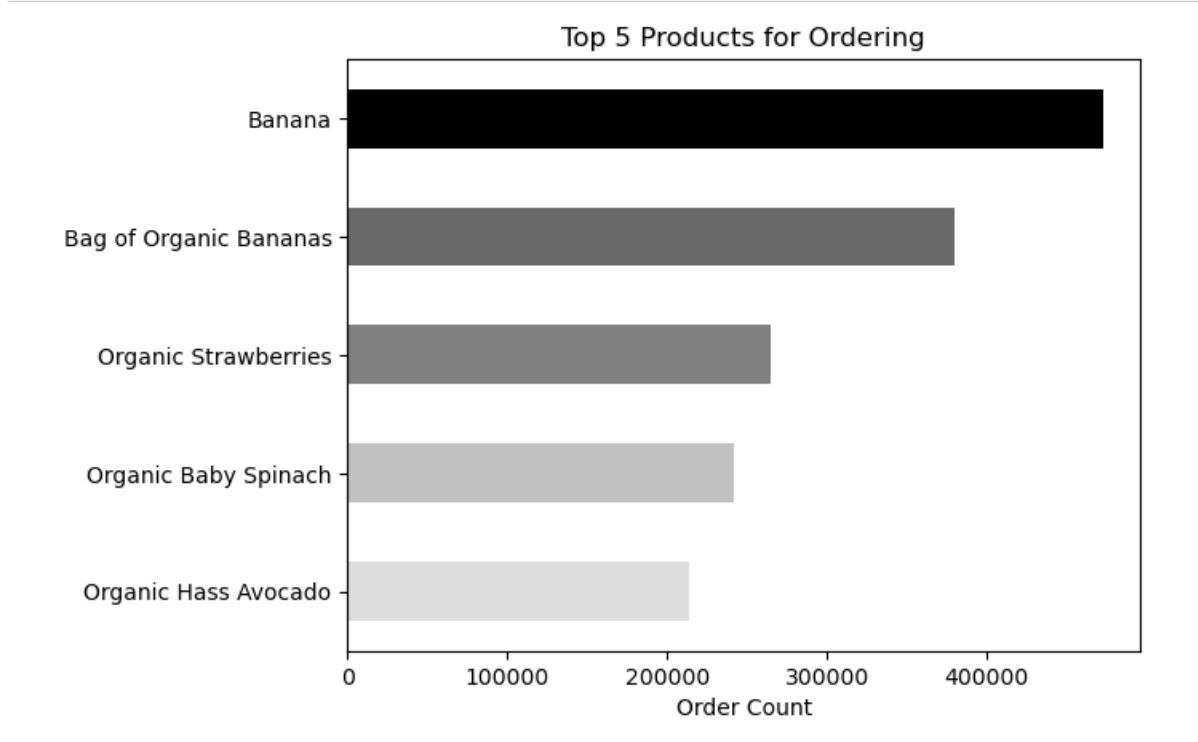 Top 5 Products for Ordering
Banana
Bag of Organic Bananas
Organic Strawberries
Organic Baby Spinach
Organic Hass Avocado
0 100000 200000 300000 400000
Order Count